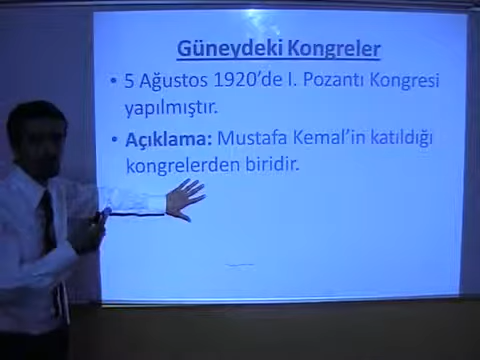 Güneydeki Kongreler
• 5 Ağustos 1920'de I. Pozantı Kongresi
yapılmıştır.
• Açıklama: Mustafa Kemal'in katıldığı
kongrelerden biridir.